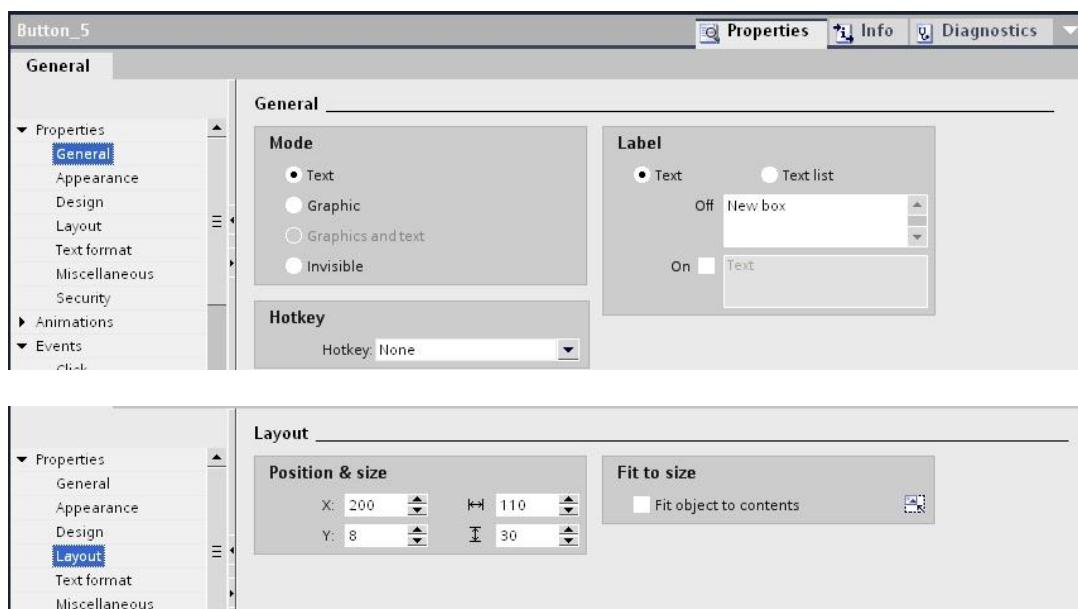 Button_5
Properties
Info
Diagnostics
General
General
Properties
General
Appearance
Design
Layout
Text format
Miscellaneous
Security
Animations
Events
Click
Mode
Text
Graphic
Graphics and text
Invisible
Hotkey
Hotkey: None
Label
Text Text list
Off New box
On Text
Layout
Properties
General
Appearance
Design
Layout
Text format
Miscellaneous
Position & size
X: 200 110
Y: 8 30
Fit to size
Fit object to contents